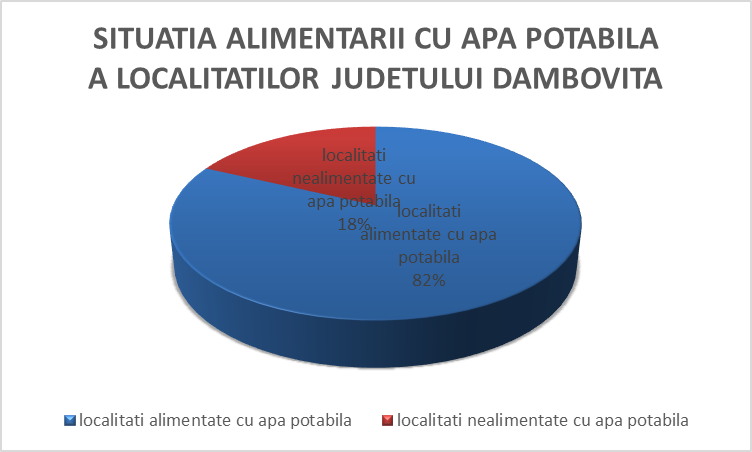 SITUATIA ALIMENTARII CU APA POTABILA
A LOCALITATILOR JUDETULUI DAMBOVITA
localitati
nealimentate cu
apa potabila
18%
localitati
alimentate cu apa
potabila
82%
localitati alimentate cu apa potabila
localitati nealimentate cu apa potabila